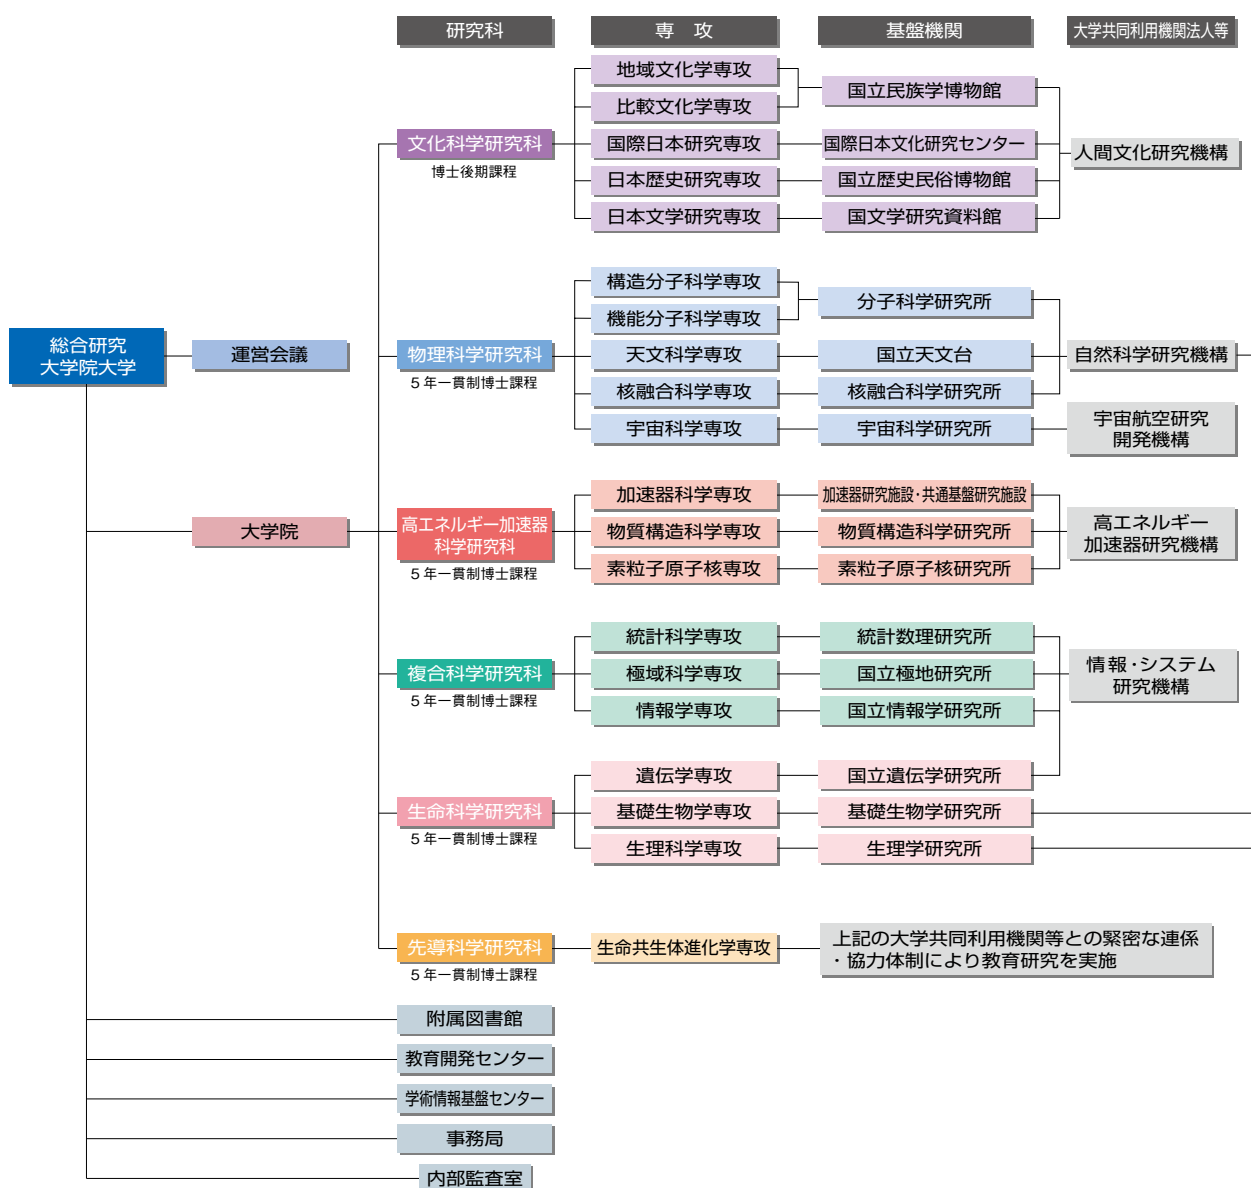 研究科
専　攻
基盤機関
大学共同利用機関法人等
総合研究
大学院大学
運営会議
大学院
文化科学研究科
博士後期課程
地域文化学専攻
比較文化学専攻
国際日本研究専攻
日本歴史研究専攻
日本文学研究専攻
国立民族学博物館
国際日本文化研究センター
国立歴史民俗博物館
国文学研究資料館
人間文化研究機構
物理科学研究科
５年一貫制博士課程
構造分子科学専攻
機能分子科学専攻
天文科学専攻
核融合科学専攻
宇宙科学専攻
分子科学研究所
国立天文台
核融合科学研究所
宇宙科学研究所
自然科学研究機構
宇宙航空研究
開発機構
高エネルギー加速器
科学研究科
５年一貫制博士課程
加速器科学専攻
物質構造科学専攻
素粒子原子核専攻
加速器研究施設・共通基盤研究施設
物質構造科学研究所
素粒子原子核研究所
高エネルギー
加速器研究機構
複合科学研究科
５年一貫制博士課程
統計科学専攻
極域科学専攻
情報学専攻
統計数理研究所
国立極地研究所
国立情報学研究所
情報・システム
研究機構
生命科学研究科
５年一貫制博士課程
遺伝学専攻
基礎生物学専攻
生理科学専攻
国立遺伝学研究所
基礎生物学研究所
生理学研究所
先導科学研究科
５年一貫制博士課程
生命共生体進化学専攻
上記の大学共同利用機関等との緊密な連係
・協力体制により教育研究を実施
附属図書館
教育開発センター
学術情報基盤センター
事務局
内部監査室